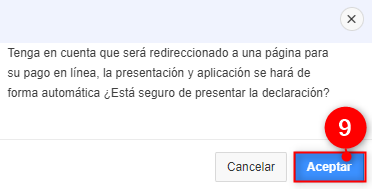 Tenga en cuenta que será redireccionado a una página para
su pago en línea, la presentación y aplicación se hará de
forma automática ¿Está seguro de presentar la declaración?
9
Cancelar
Aceptar